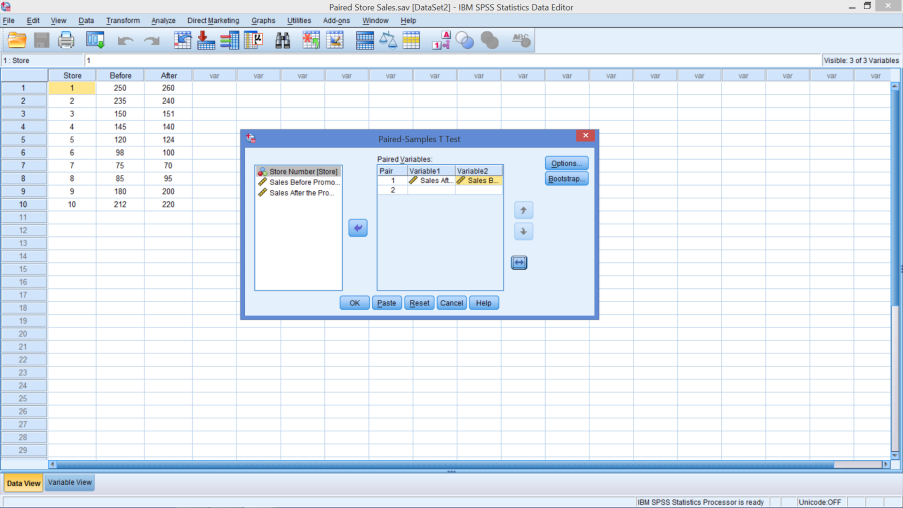 Paired Store Sales.sav [DataSet2] - IBM SPSS Statistics Data Editor
File Edit View Data Transform Analyze Direct Marketing Graphs Utilities Add-ons Window Help
1 : Store 1 Visible: 3 of 3 Variables
Store Before After var var var var var var var var var var var var var var var var
1 1 250 260
2 2 235 240
3 3 150 151
4 4 145 140
5 5 120 124
6 6 98 100
7 7 75 70
8 8 85 95
9 9 180 200
10 10 212 220
11
12
13
14
15
16
17
18
19
20
21
22
23
24
25
26
27
28
29
Paired-Samples T Test
Store Number [Store]
Sales Before Promo...
Sales After the Pro...
Paired Variables:
Pair Variable1 Variable2
1 Sales Aft... Sales B...
2
Options...
Bootstrap...
OK Paste Reset Cancel Help
Data View Variable View
IBM SPSS Statistics Processor is ready Unicode:OFF